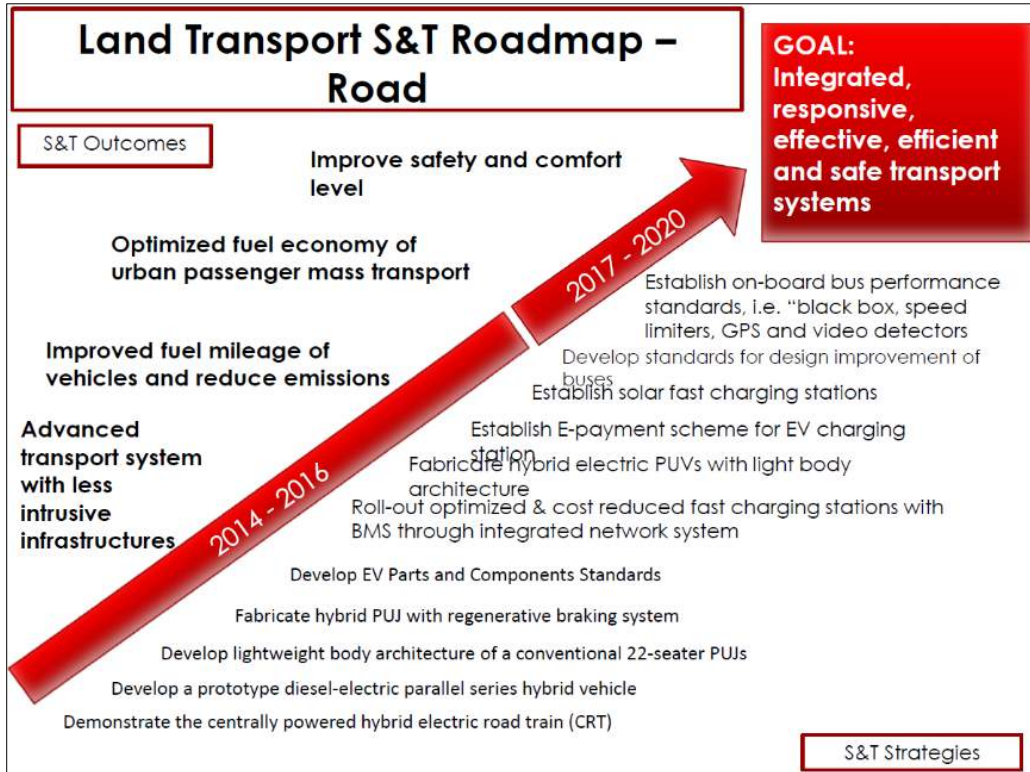 Land Transport S&T Roadmap –
Road
GOAL:
Integrated,
responsive,
effective, efficient
and safe transport
systems
S&T Outcomes
Improve safety and comfort
level
Optimized fuel economy of
urban passenger mass transport
Improved fuel mileage of
vehicles and reduce emissions
Advanced
transport system
with less
intrusive
infrastructures
2014 - 2016
2017 - 2020
Establish on-board bus performance
standards, i.e. “black box, speed
limiters, GPS and video detectors
Develop standards for design improvement of
buses
Establish solar fast charging stations
Establish E-payment scheme for EV charging
station
Fabricate hybrid electric PUVs with light body
architecture
Roll-out optimized & cost reduced fast charging stations with
BMS through integrated network system
Develop EV Parts and Components Standards
Fabricate hybrid PUJ with regenerative braking system
Develop lightweight body architecture of a conventional 22-seater PUJs
Develop a prototype diesel-electric parallel series hybrid vehicle
Demonstrate the centrally powered hybrid electric road train (CRT)
S&T Strategies